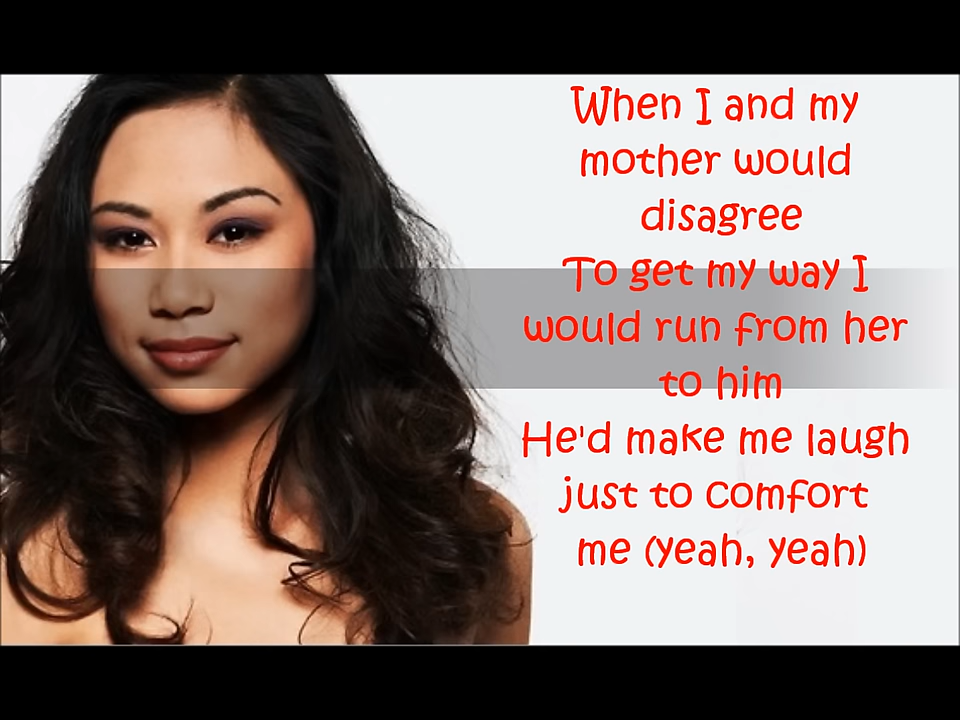 When I and my
mother would
disagree
To get my way I
would run from her
to him
He'd make me laugh
just to comfort
me (yeah, yeah)